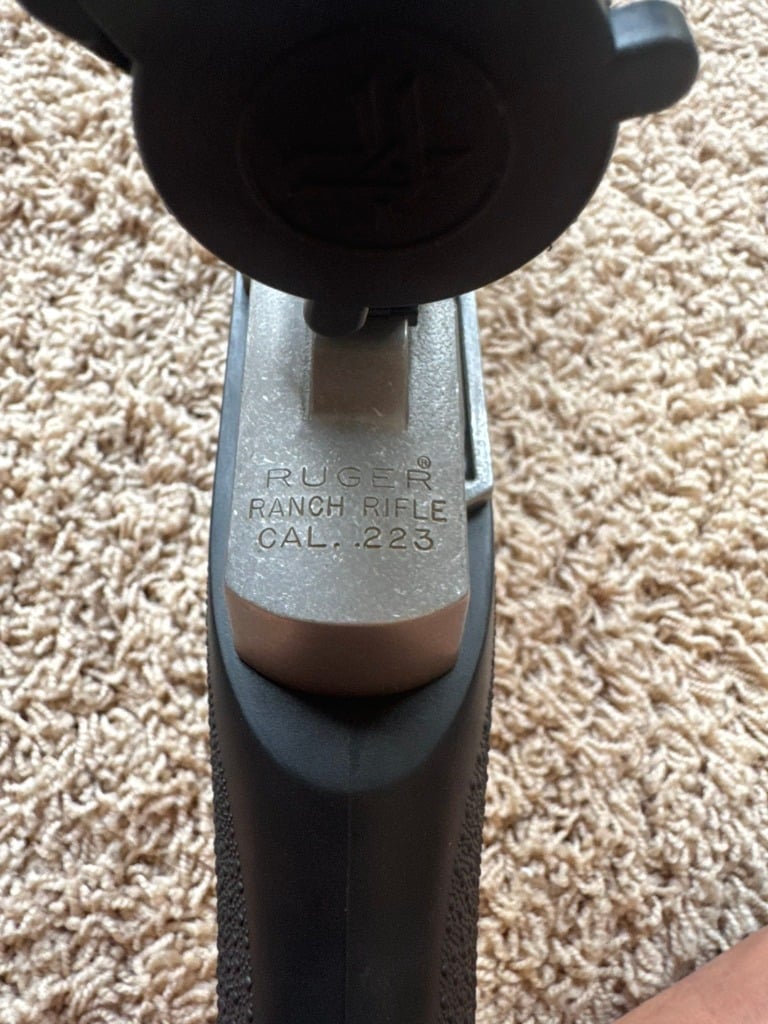 RUGER®
RANCH RIFLE
CAL. .223